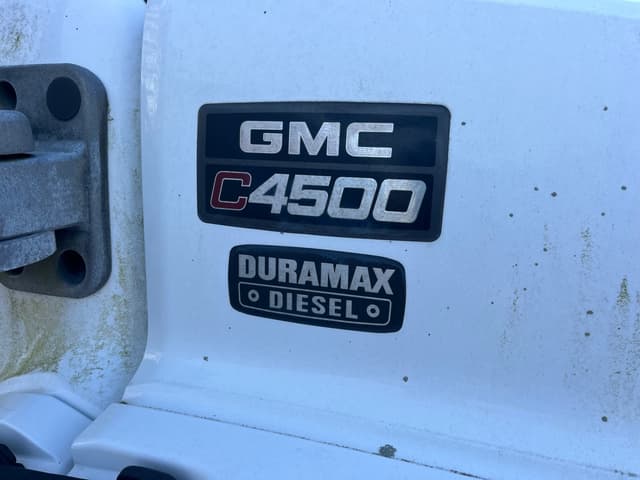 GMC
C4500
DURAMAX
DIESEL